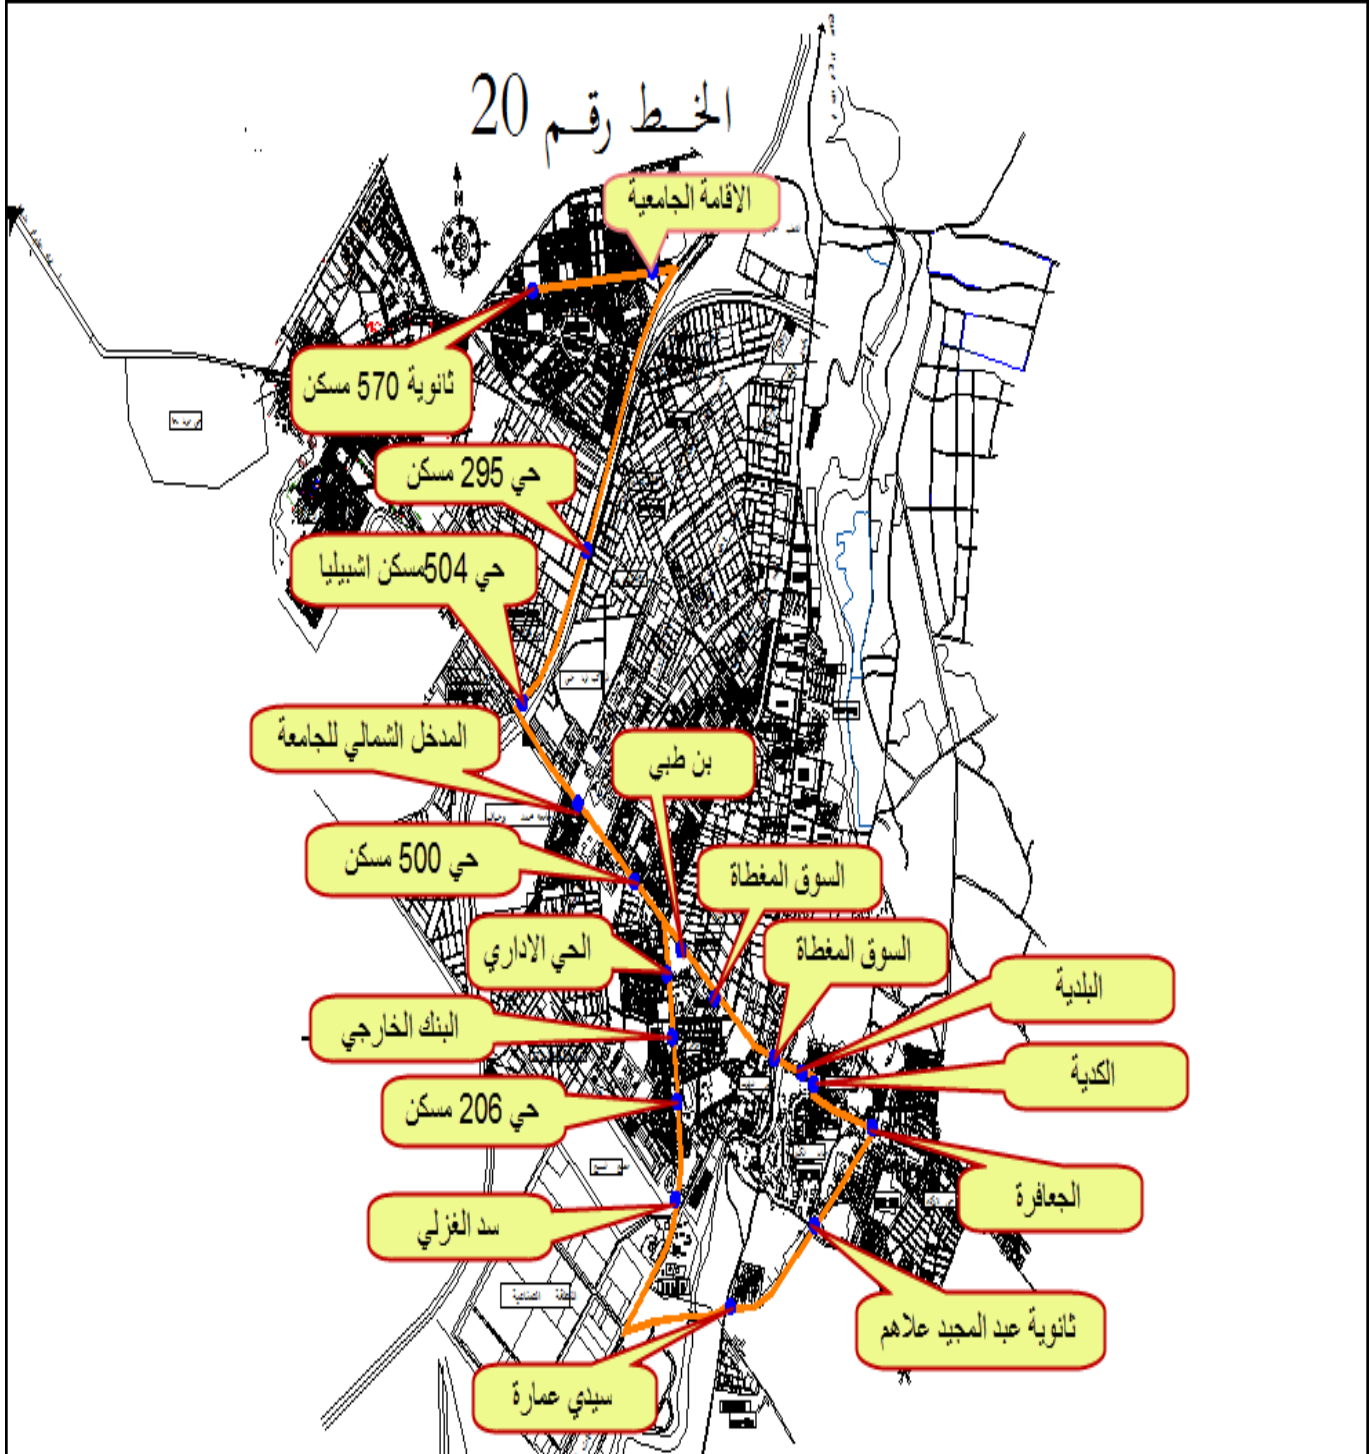 الخط رقم 20
الاقامة الجامعية
N
ثانوية 570 مسكن
حي 295 مسكن
حي 504مسكن اشبيليا
المدخل الشمالي للجامعة
بن طبي
حي 500 مسكن
السوق المغطاة
الحي الاداري
السوق المغطاة
البلدية
البنك الخارجي
الكدية
حي 206 مسكن
الجعافرة
سد الغزلي
ثانوية عبد المجيد علاهم
سيدي عمارة